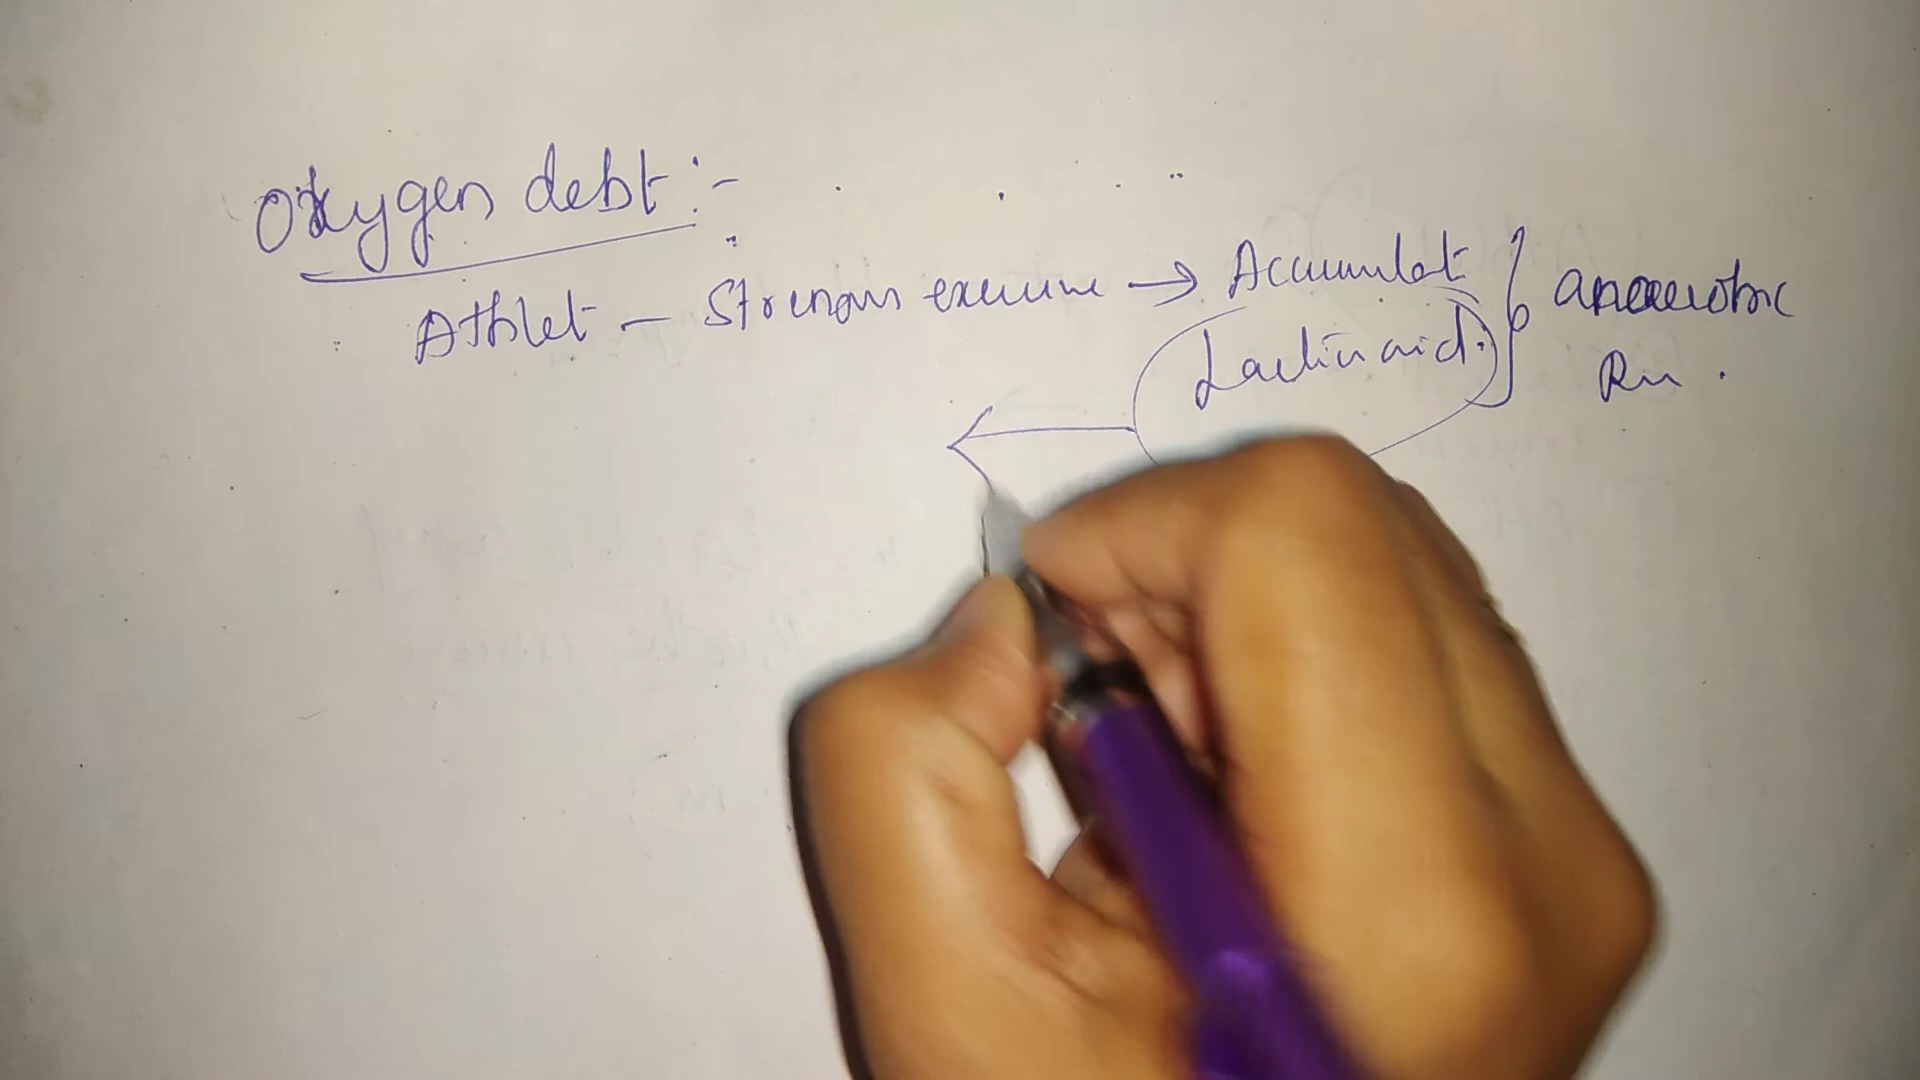 Oxygen debt :-
Athlet — Strenous exercise → Accumulat
Lactic acid.
anaerobic
Rn .